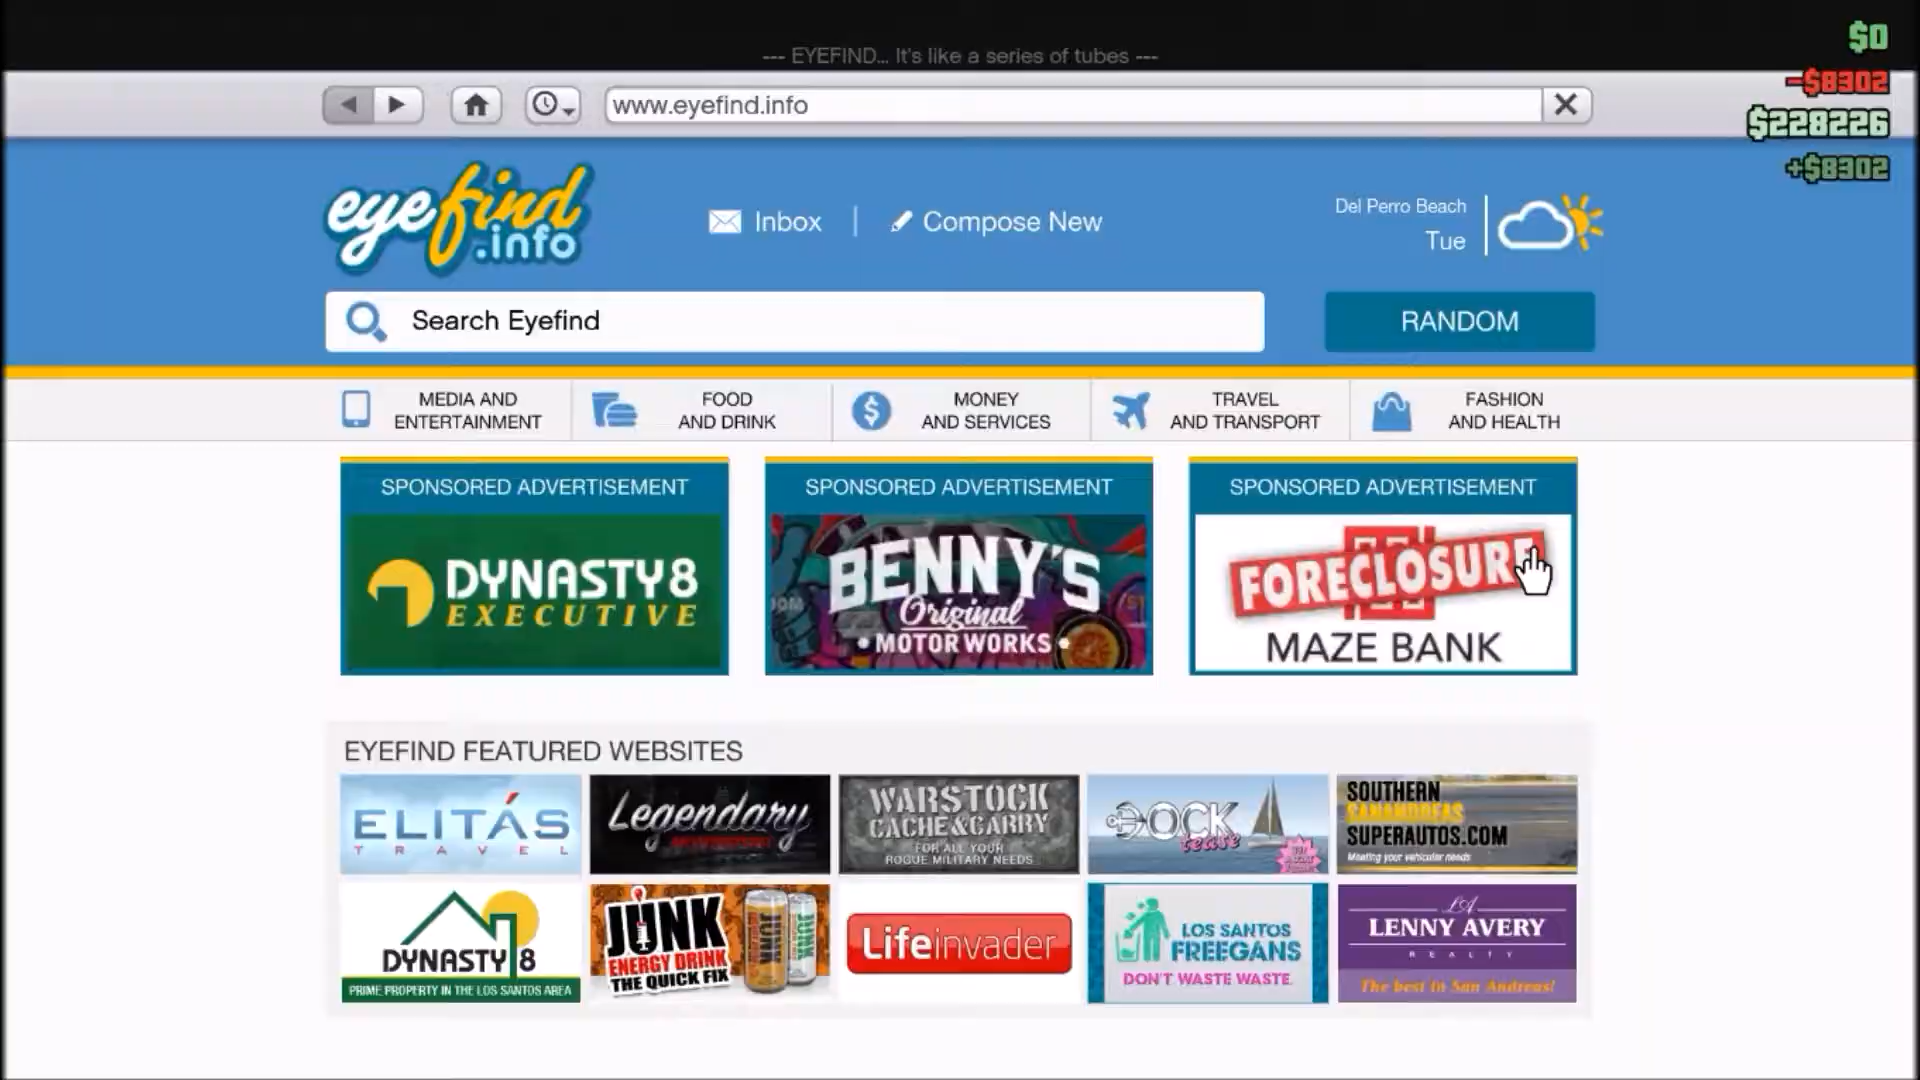 --- EYEFIND... It's like a series of tubes ---
$0
-$8302
$228226
+$8302
www.eyefind.info
eyefind
.info
Inbox
Compose New
Del Perro Beach
Tue
Search Eyefind
RANDOM
MEDIA AND
ENTERTAINMENT
FOOD
AND DRINK
MONEY
AND SERVICES
TRAVEL
AND TRANSPORT
FASHION
AND HEALTH
SPONSORED ADVERTISEMENT
DYNASTY8
EXECUTIVE
SPONSORED ADVERTISEMENT
BENNY'S
Original
• MOTOR WORKS •
SPONSORED ADVERTISEMENT
FORECLOSURE
MAZE BANK
EYEFIND FEATURED WEBSITES
ELITÁS
TRAVEL
Legendary
WARSTOCK
CACHE&CARRY
FOR ALL YOUR
ROGUE MILITARY NEEDS
DOCK
tease
SOUTHERN
SANANDREAS
SUPERAUTOS.COM
Meeting your vehicular needs
DYNASTY 8
PRIME PROPERTY IN THE LOS SANTOS AREA
JUNK
ENERGY DRINK
THE QUICK FIX
JUNK
JUNK
Lifeinvader
LOS SANTOS
FREEGANS
DON'T WASTE WASTE.
LA
LENNY AVERY
REALTY
The best in San Andreas!